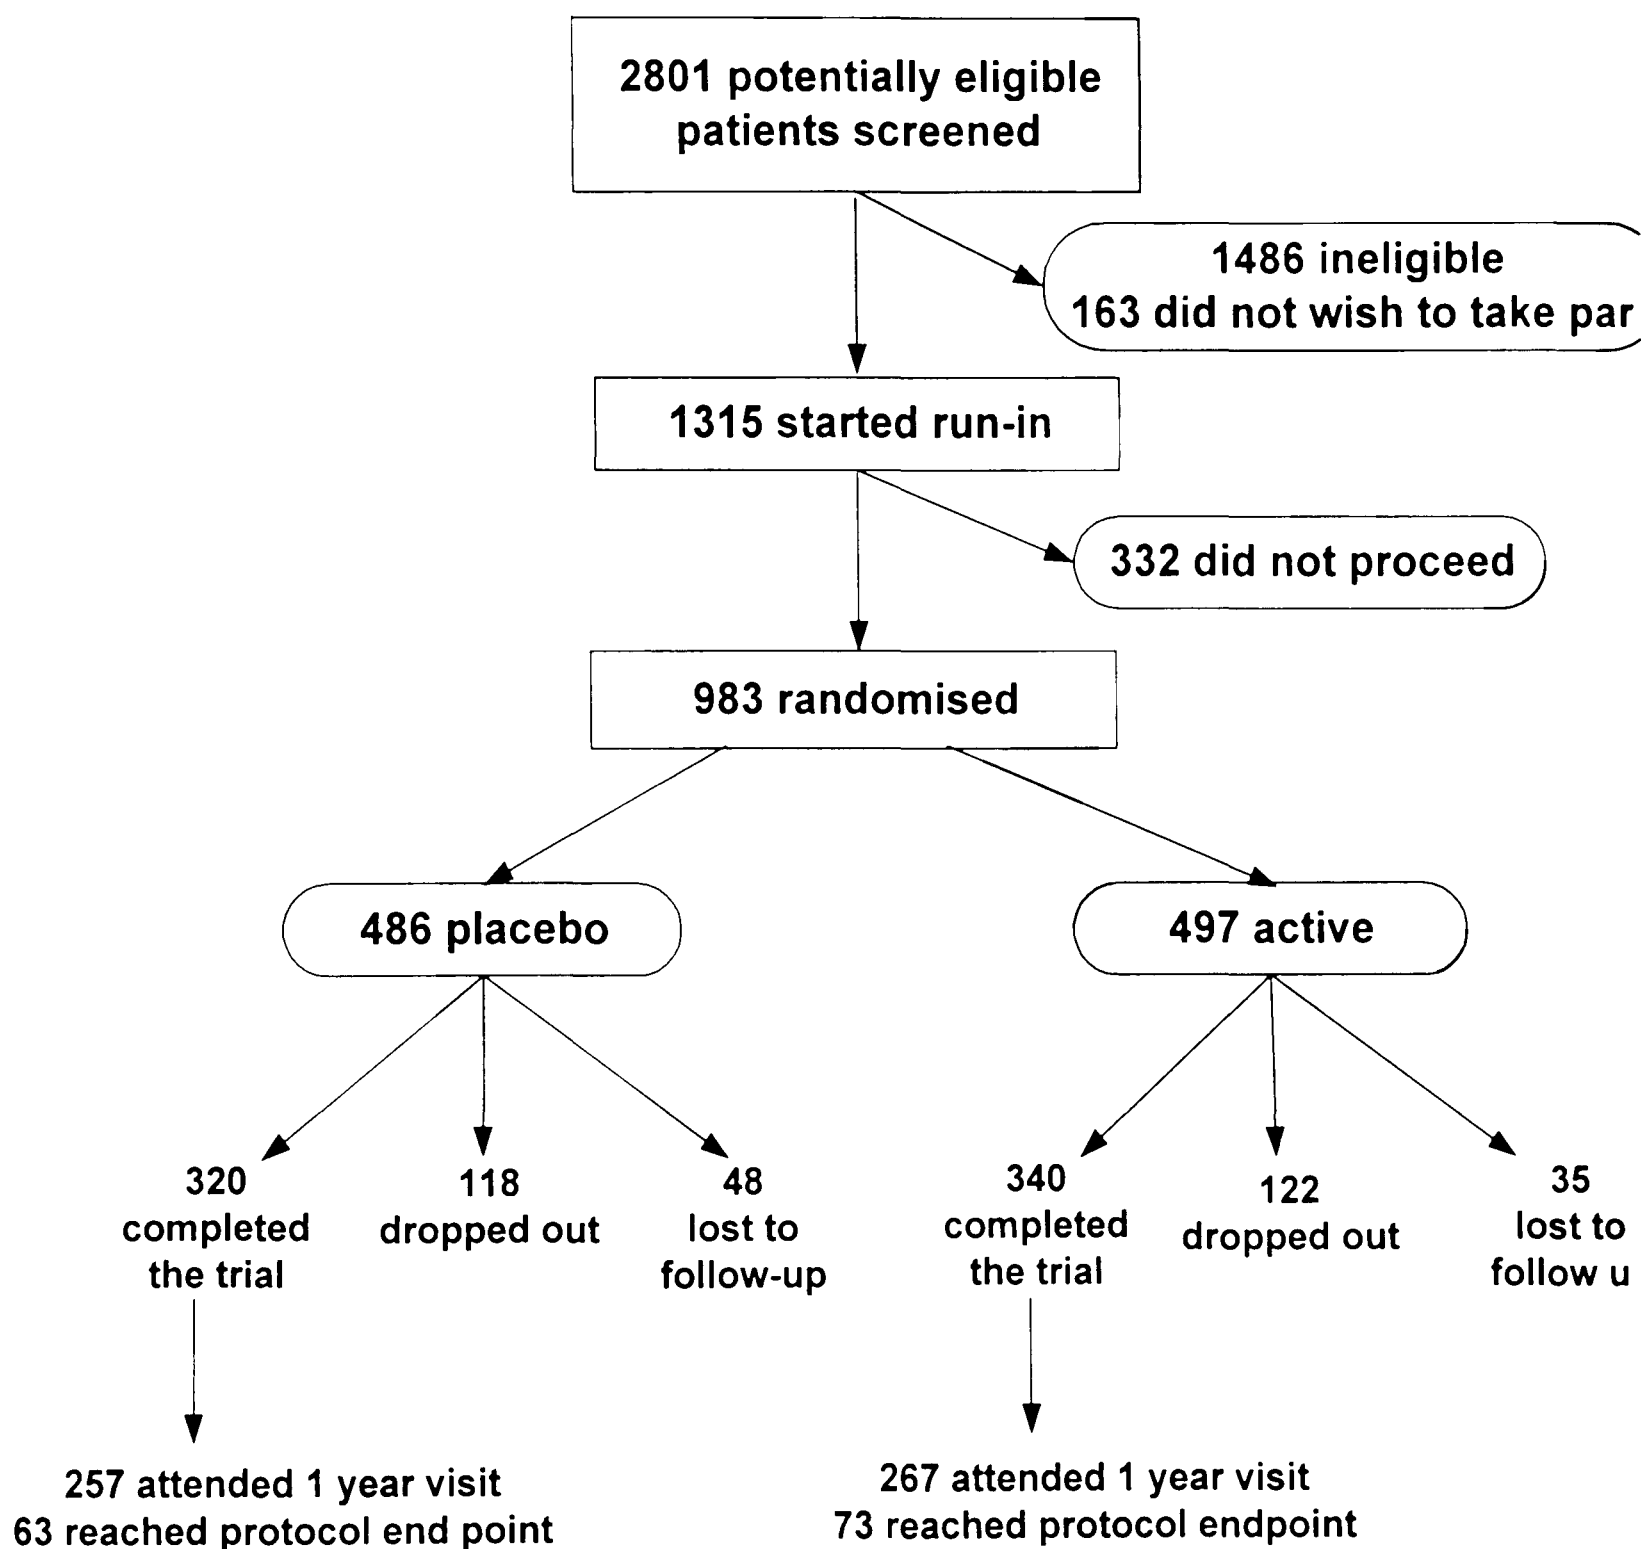 2801 potentially eligible
patients screened
1486 ineligible
163 did not wish to take par
1315 started run-in
332 did not proceed
983 randomised
486 placebo
497 active
320
completed
the trial
118
dropped out
48
lost to
follow-up
340
completed
the trial
122
dropped out
35
lost to
follow u
257 attended 1 year visit
63 reached protocol end point
267 attended 1 year visit
73 reached protocol endpoint